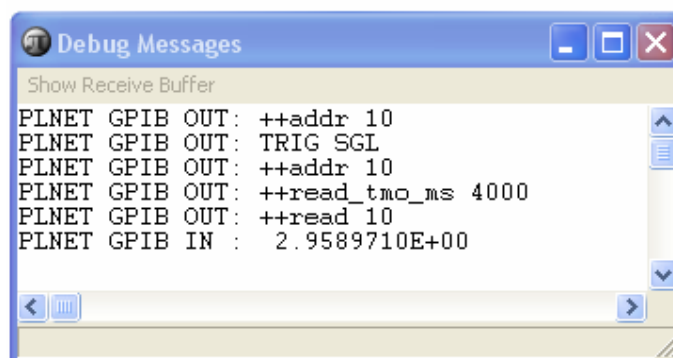 Debug Messages
Show Receive Buffer
PLNET GPIB OUT: ++addr 10
PLNET GPIB OUT: TRIG SGL
PLNET GPIB OUT: ++addr 10
PLNET GPIB OUT: ++read_tmo_ms 4000
PLNET GPIB OUT: ++read 10
PLNET GPIB IN :  2.9589710E+00